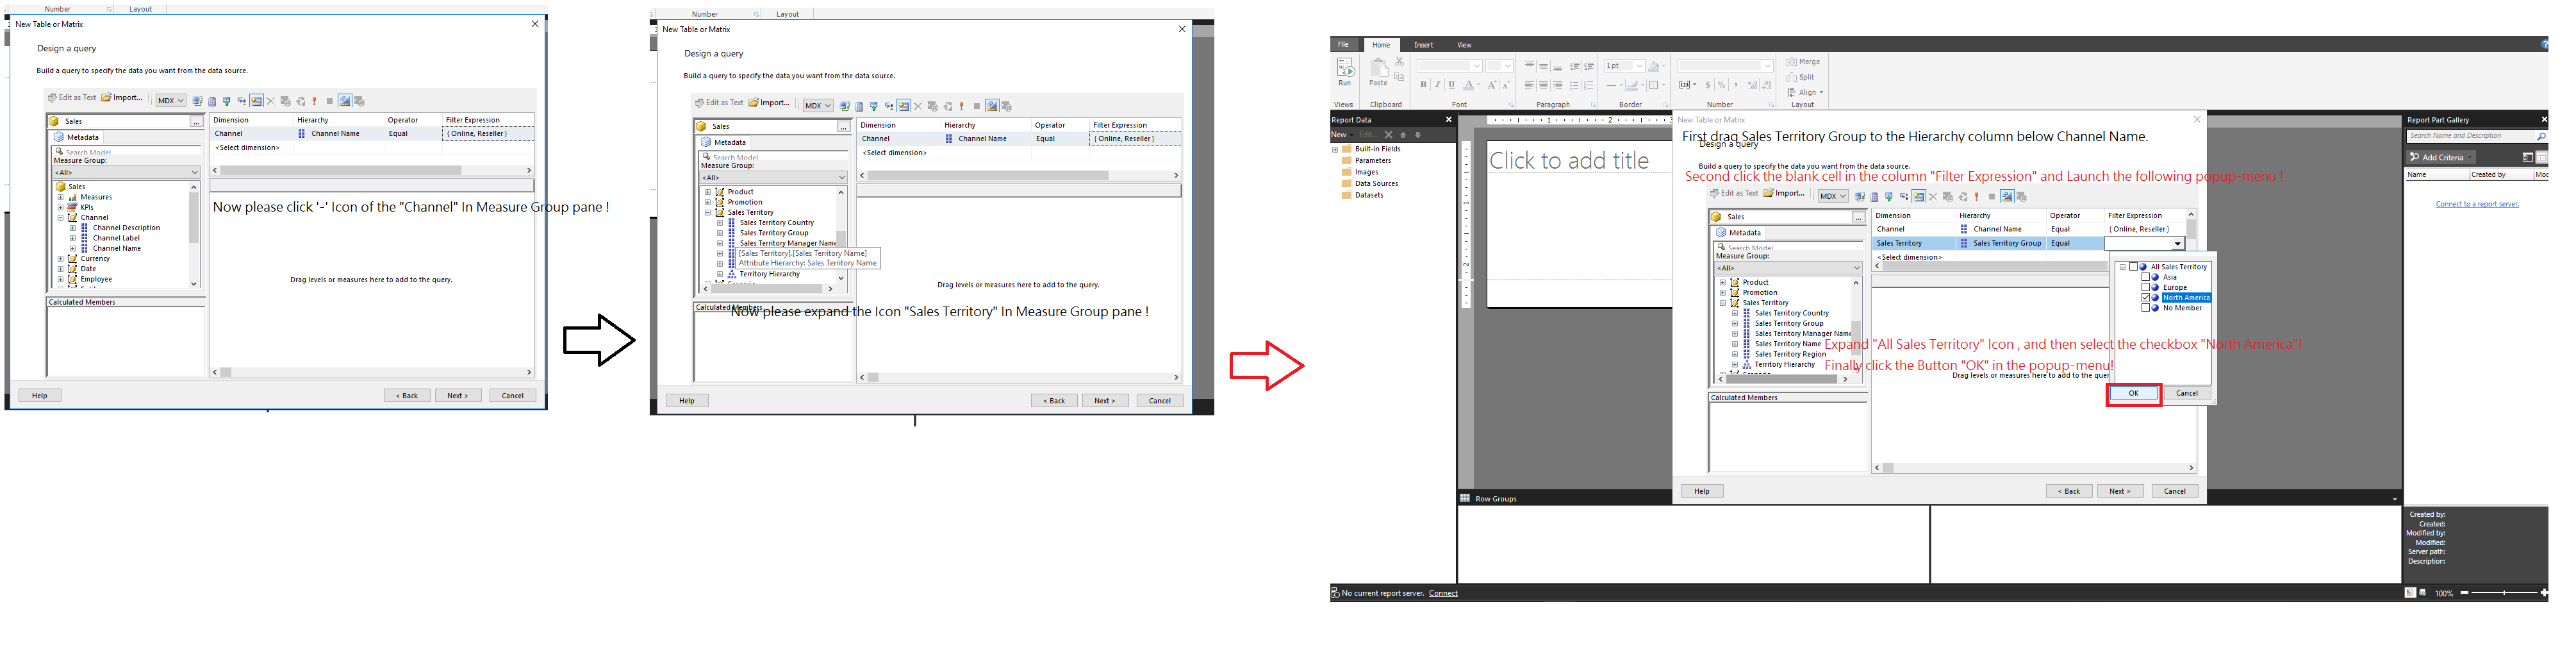 Number
Layout
New Table or Matrix
Design a query
Build a query to specify the data you want from the data source.
Edit as Text Import... MDX
Sales ...
Metadata
Search Model
Measure Group:
<All>
Sales
Measures
KPIs
Channel
Channel Description
Channel Label
Channel Name
Currency
Date
Employee
Calculated Members
Dimension Hierarchy Operator Filter Expression
Channel Channel Name Equal { Online, Reseller }
<Select dimension>
Now please click '-' Icon of the "Channel" In Measure Group pane !
Drag levels or measures here to add to the query.
Help < Back Next > Cancel
Number
Layout
New Table or Matrix
Design a query
Build a query to specify the data you want from the data source.
Edit as Text Import... MDX
Sales ...
Metadata
Search Model
Measure Group:
<All>
Product
Promotion
Sales Territory
Sales Territory Country
Sales Territory Group
Sales Territory Manager Name
[Sales Territory].[Sales Territory Name]
Attribute Hierarchy: Sales Territory Name
Territory Hierarchy
Calculated Members
Dimension Hierarchy Operator Filter Expression
Channel Channel Name Equal { Online, Reseller }
<Select dimension>
Drag levels or measures here to add to the query.
Now please expand the Icon "Sales Territory" In Measure Group pane !
Help < Back Next > Cancel
File Home Insert View
Run
Paste
Merge
Split
Align
1 pt
B I U
$ %
Views Clipboard Font Paragraph Border Number Layout
Report Data
New Edit...
Built-in Fields
Parameters
Images
Data Sources
Datasets
1 2 3
Click to add title
New Table or Matrix
First drag Sales Territory Group to the Hierarchy column below Channel Name.
Design a query
Build a query to specify the data you want from the data source.
Second click the blank cell in the column "Filter Expression" and Launch the following popup-menu !
Edit as Text Import... MDX
Sales ...
Metadata
Search Model
Measure Group:
<All>
Product
Promotion
Sales Territory
Sales Territory Country
Sales Territory Group
Sales Territory Manager Name
Sales Territory Name
Sales Territory Region
Territory Hierarchy
Calculated Members
Dimension Hierarchy Operator Filter Expression
Channel Channel Name Equal { Online, Reseller }
Sales Territory Sales Territory Group Equal
<Select dimension>
All Sales Territory
Asia
Europe
North America
No Member
Expand "All Sales Territory" Icon , and then select the checkbox "North America"!
Finally click the Button "OK" in the popup-menu!
Drag levels or measures here to add to the quer
OK Cancel
Help < Back Next > Cancel
Row Groups
Report Part Gallery
Search Name and Description
Add Criteria
Name Created by Moc
Connect to a report server.
Created by:
Created:
Modified by:
Modified:
Server path:
Description:
No current report server. Connect
100%